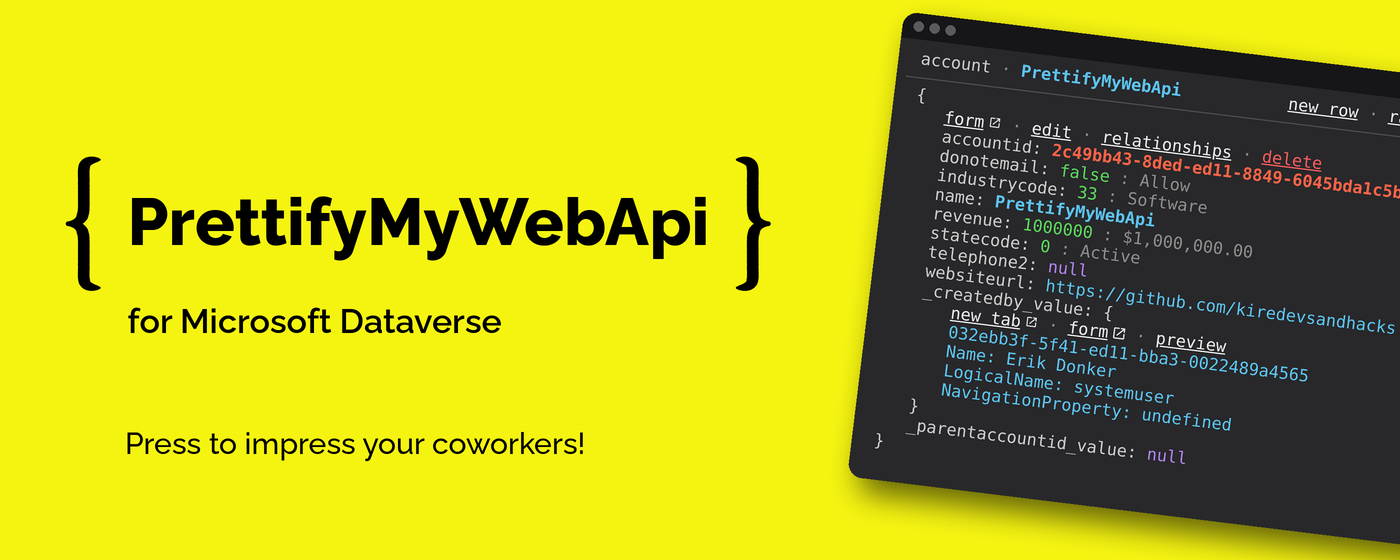 { PrettifyMyWebApi }
for Microsoft Dataverse
Press to impress your coworkers!
account · PrettifyMyWebApi
new row ·
{
form · edit · relationships · delete
accountid: 2c49bb43-8ded-ed11-8849-6045bda1c5b
donotemail: false : Allow
industrycode: 33 : Software
name: PrettifyMyWebApi
revenue: 1000000 : $1,000,000.00
statecode: 0 : Active
telephone2: null
websiteurl: https://github.com/kiredevsandhacks
_createdby_value: {
new tab · form · preview
032ebb3f-5f41-ed11-bba3-0022489a4565
Name: Erik Donker
LogicalName: systemuser
NavigationProperty: undefined
}
_parentaccountid_value: null
}